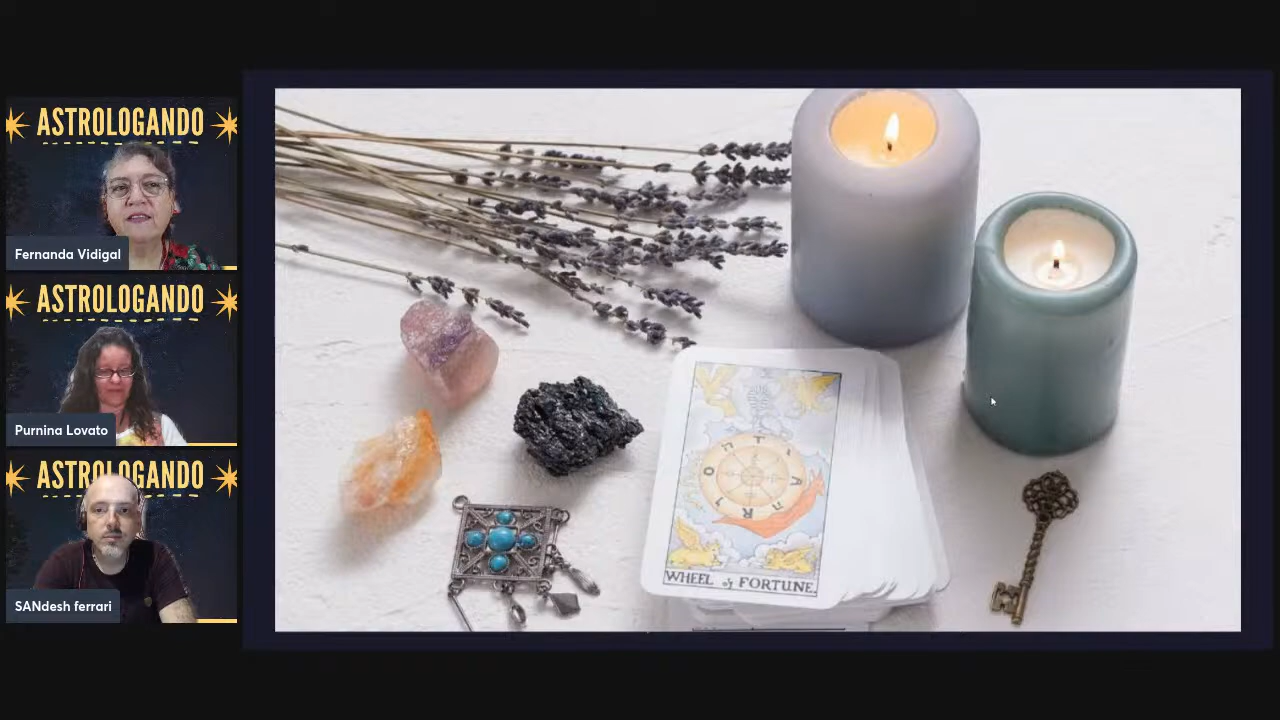 ASTROLOGANDO
Fernanda Vidigal
ASTROLOGANDO
Purnina Lovato
ASTROLOGANDO
SANdesh ferrari
WHEEL of FORTUNE.